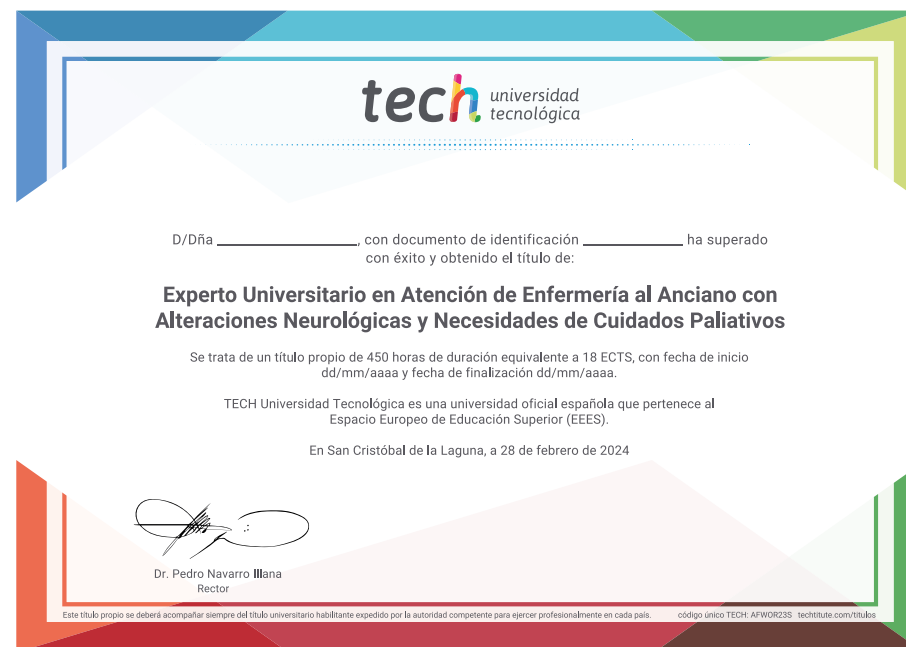 tech universidad
tecnológica
D/Dña ____________________, con documento de identificación ______________ ha superado
con éxito y obtenido el título de:
Experto Universitario en Atención de Enfermería al Anciano con
Alteraciones Neurológicas y Necesidades de Cuidados Paliativos
Se trata de un título propio de 450 horas de duración equivalente a 18 ECTS, con fecha de inicio
dd/mm/aaaa y fecha de finalización dd/mm/aaaa.
TECH Universidad Tecnológica es una universidad oficial española que pertenece al
Espacio Europeo de Educación Superior (EEES).
En San Cristóbal de la Laguna, a 28 de febrero de 2024
Dr. Pedro Navarro Illana
Rector
Este título propio se deberá acompañar siempre del título universitario habilitante expedido por la autoridad competente para ejercer profesionalmente en cada país. código único TECH: AFWOR23S techtitute.com/titulos